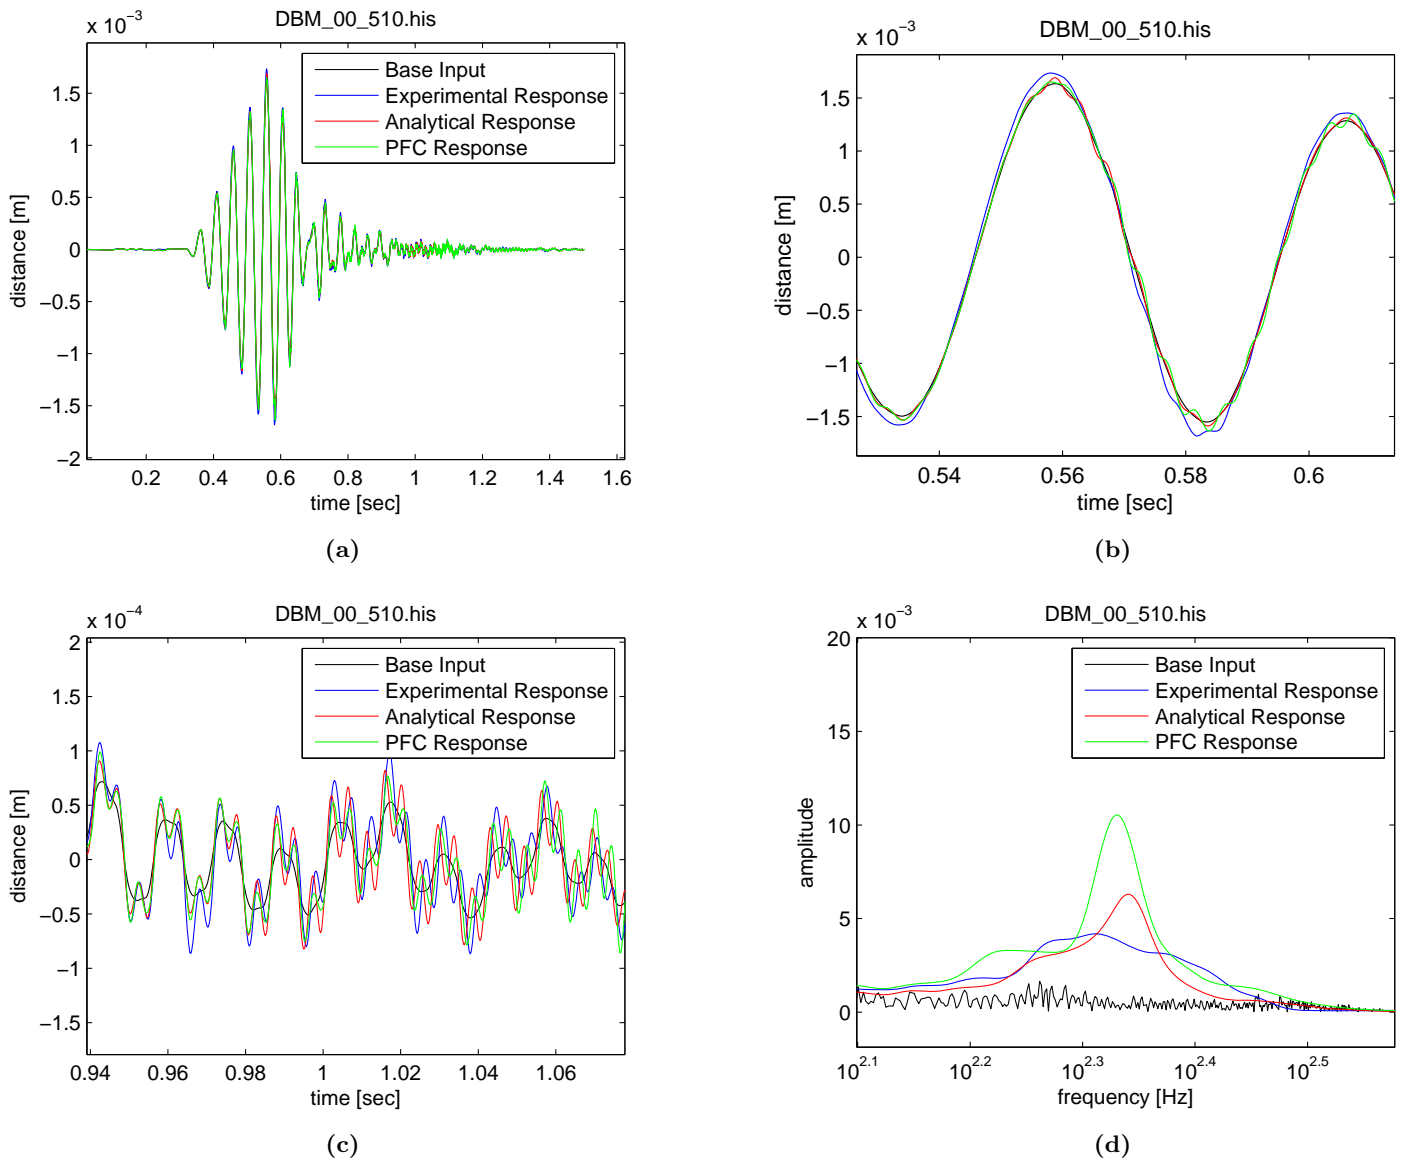 x 10⁻³
DBM_00_510.his
Base Input
Experimental Response
Analytical Response
PFC Response
1.5
1
0.5
0
−0.5
−1
−1.5
−2
distance [m]
0.2 0.4 0.6 0.8 1 1.2 1.4 1.6
time [sec]
(a)
x 10⁻³
DBM_00_510.his
1.5
1
0.5
0
−0.5
−1
−1.5
distance [m]
0.54 0.56 0.58 0.6
time [sec]
(b)
x 10⁻⁴
DBM_00_510.his
Base Input
Experimental Response
Analytical Response
PFC Response
2
1.5
1
0.5
0
−0.5
−1
−1.5
distance [m]
0.94 0.96 0.98 1 1.02 1.04 1.06
time [sec]
(c)
x 10⁻³
DBM_00_510.his
Base Input
Experimental Response
Analytical Response
PFC Response
20
15
10
5
0
amplitude
10^2.1 10^2.2 10^2.3 10^2.4 10^2.5
frequency [Hz]
(d)